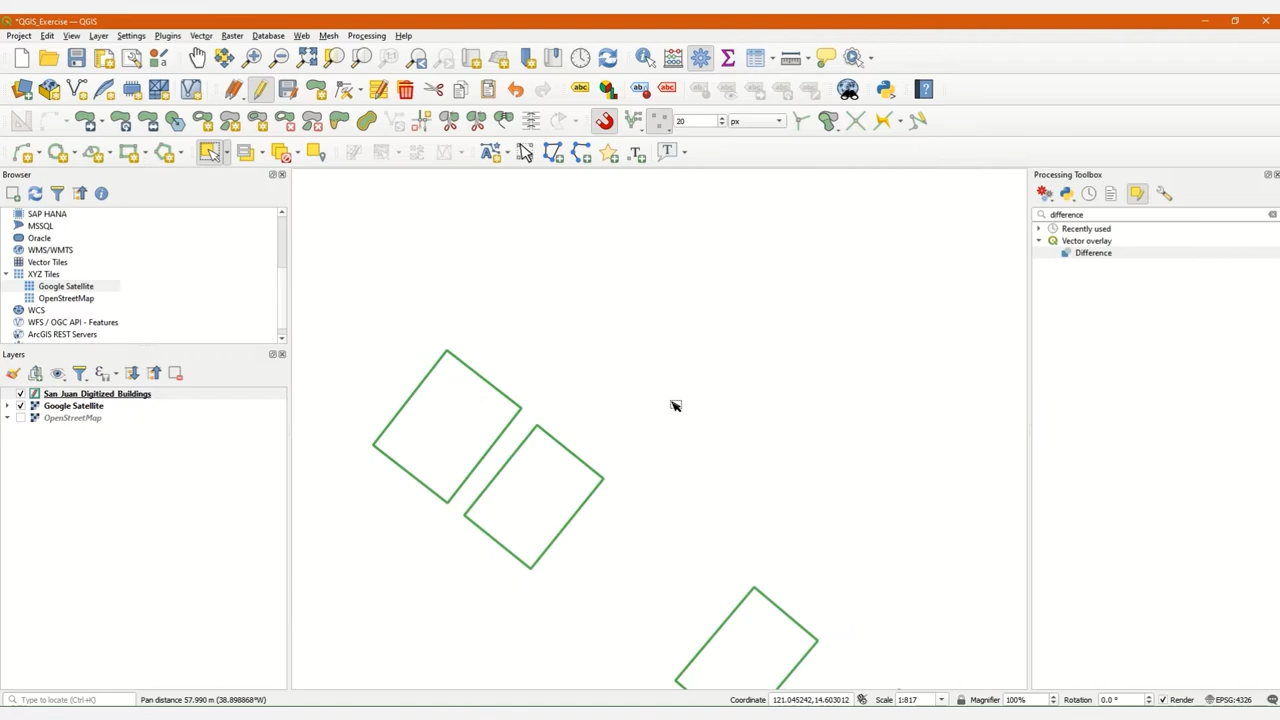 *QGIS_Exercise — QGIS
Project Edit View Layer Settings Plugins Vector Raster Database Web Mesh Processing Help
20 px
Browser
SAP HANA
MSSQL
Oracle
WMS/WMTS
Vector Tiles
XYZ Tiles
Google Satellite
OpenStreetMap
WCS
WFS / OGC API - Features
ArcGIS REST Servers
Layers
San_Juan_Digitized_Buildings
Google Satellite
OpenStreetMap
Processing Toolbox
difference
Recently used
Vector overlay
Difference
Type to locate (Ctrl+K) Pan distance 57.990 m (38.898868°W) Coordinate 121.045242,14.603012 Scale 1:817 Magnifier 100% Rotation 0.0 ° Render EPSG:4326